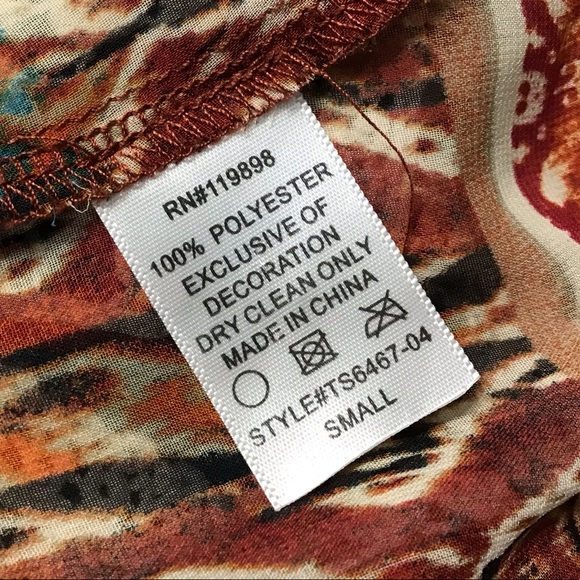 RN#119898
100% POLYESTER
EXCLUSIVE OF
DECORATION
DRY CLEAN ONLY
MADE IN CHINA
STYLE#TS6467-04
SMALL